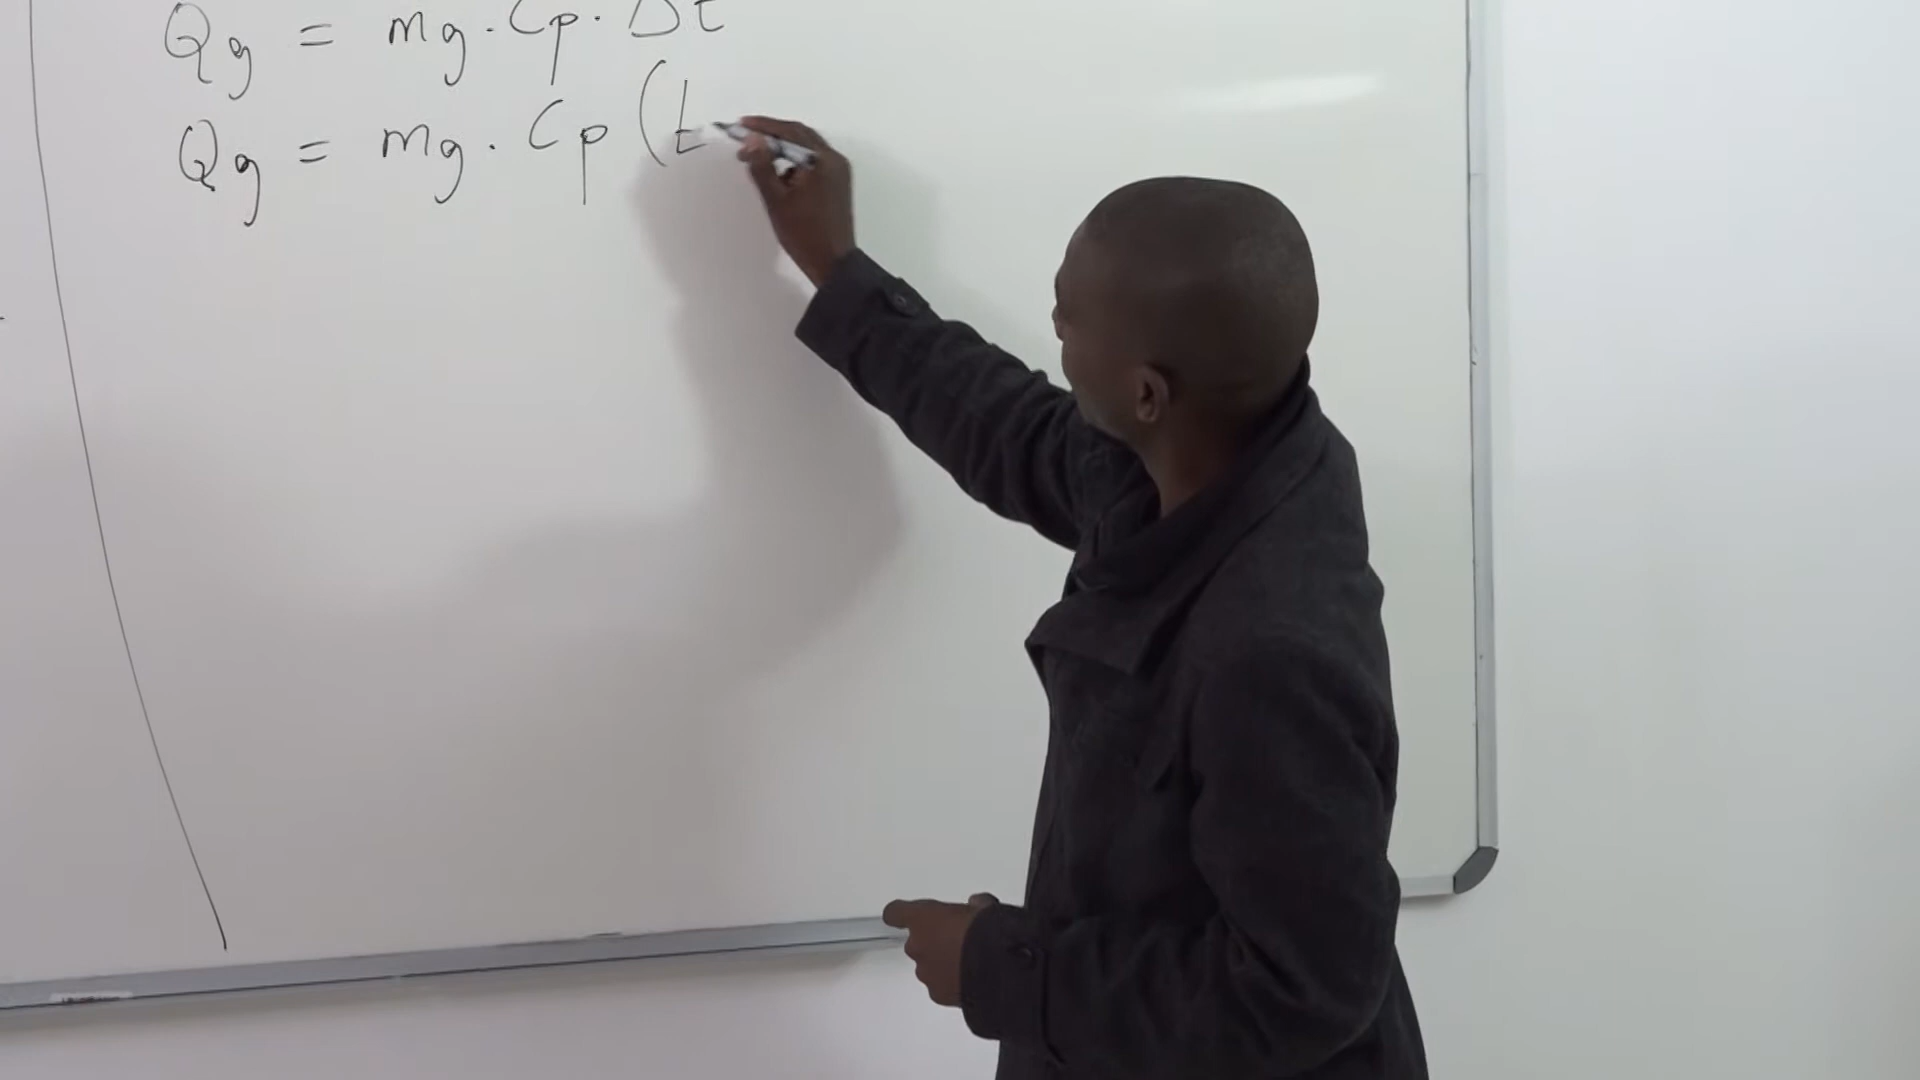 Qg = mg. Cp. Δt
Qg = mg. Cp (t